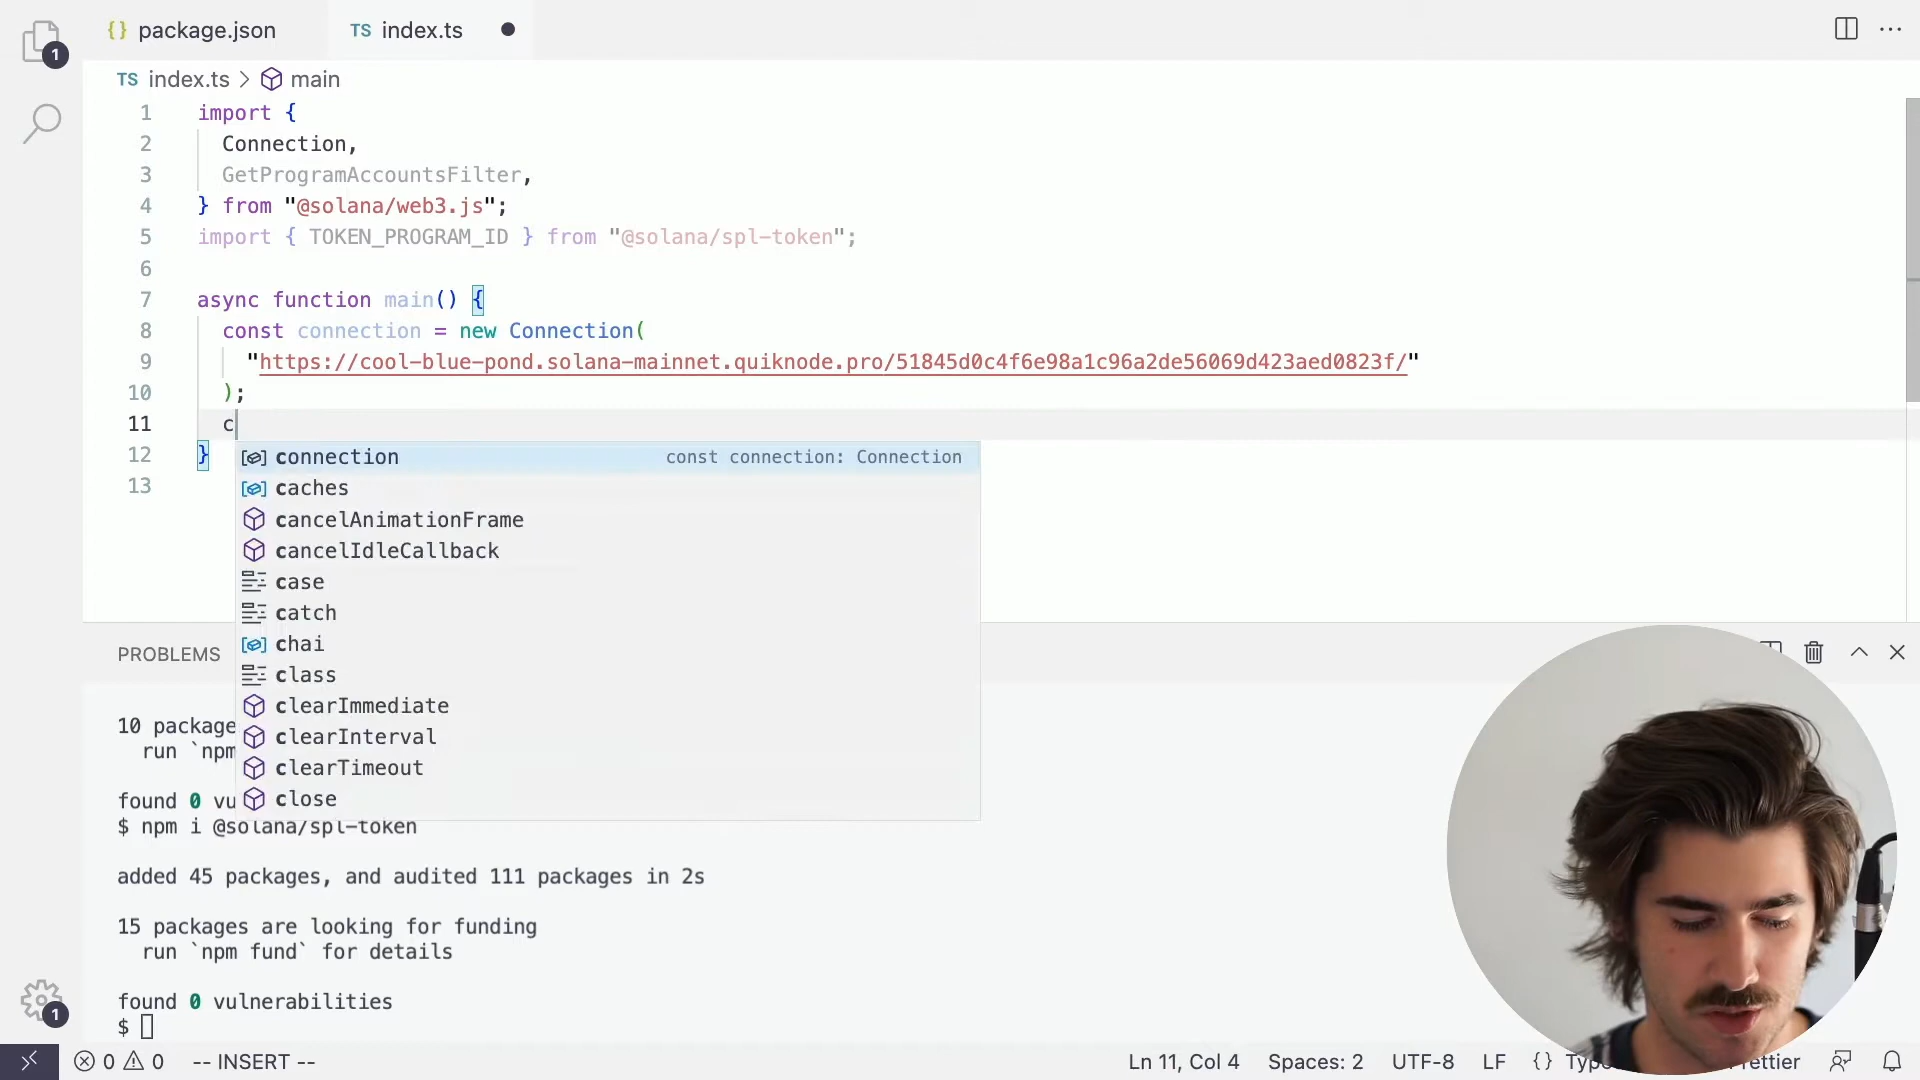 package.json
TS index.ts
1
TS index.ts > main
1 import {
2 Connection,
3 GetProgramAccountsFilter,
4 } from "@solana/web3.js";
5 import { TOKEN_PROGRAM_ID } from "@solana/spl-token";
6
7 async function main() {
8 const connection = new Connection(
9 "https://cool-blue-pond.solana-mainnet.quiknode.pro/51845d0c4f6e98a1c96a2de56069d423aed0823f/"
10 );
11 c
12 }
13
connection const connection: Connection
caches
cancelAnimationFrame
cancelIdleCallback
case
catch
chai
class
clearImmediate
clearInterval
clearTimeout
close
PROBLEMS
10 package
run `npm
found 0 vu
$ npm i @solana/spl-token
added 45 packages, and audited 111 packages in 2s
15 packages are looking for funding
run `npm fund` for details
found 0 vulnerabilities
$
1
0 0 -- INSERT -- Ln 11, Col 4 Spaces: 2 UTF-8 LF {}